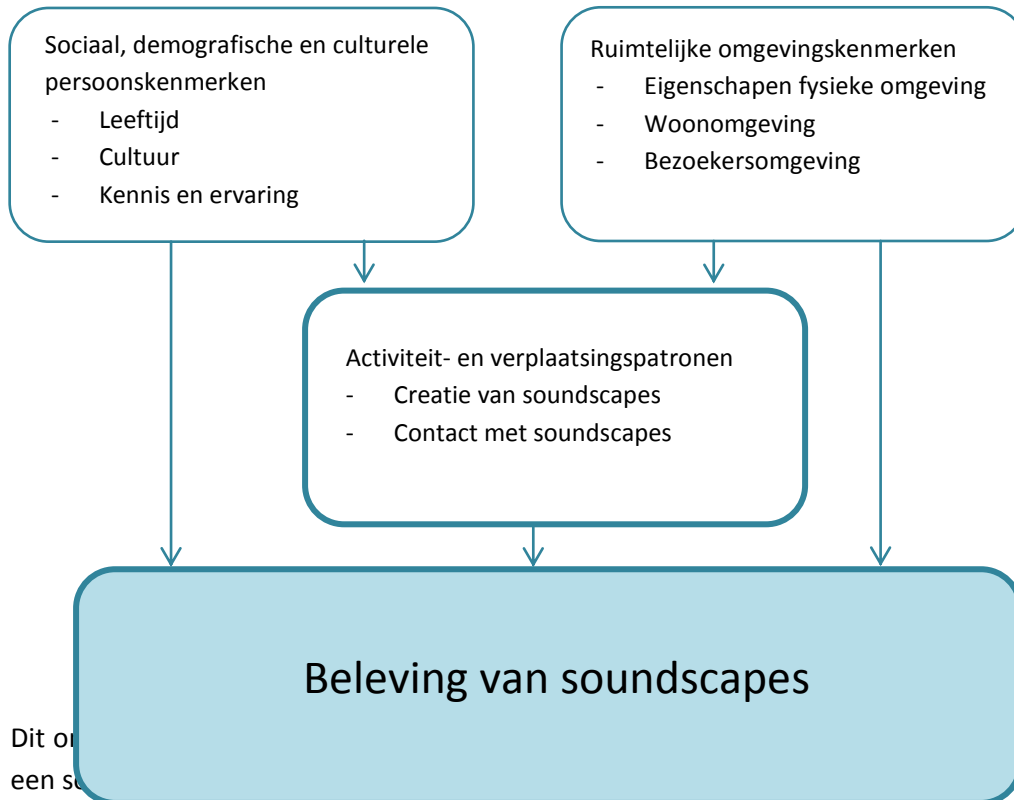 Sociaal, demografische en culturele
persoonskenmerken
- Leeftijd
- Cultuur
- Kennis en ervaring
Ruimtelijke omgevingskenmerken
- Eigenschapen fysieke omgeving
- Woonomgeving
- Bezoekersomgeving
Activiteit- en verplaatsingspatronen
- Creatie van soundscapes
- Contact met soundscapes
Beleving van soundscapes
Dit
een